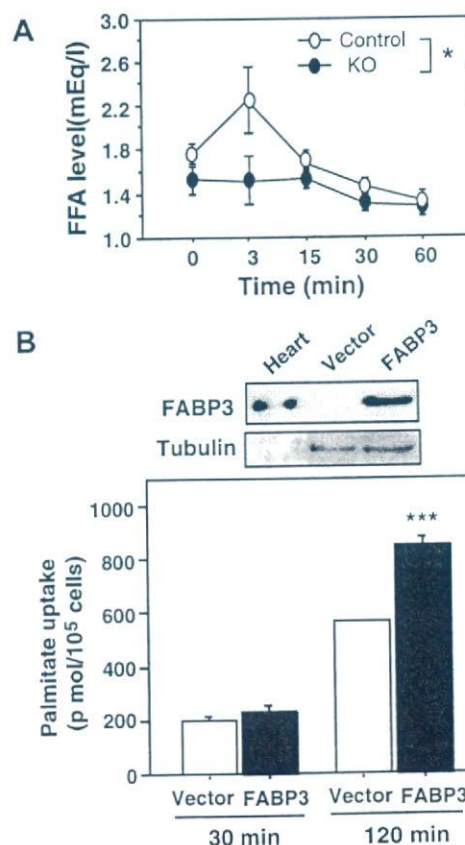 A
FFA level(mEq/l)
3.0
2.6
2.2
1.8
1.4
1.0
Control
KO
*
0 3 15 30 60
Time (min)
B
Heart Vector FABP3
FABP3
Tubulin
Palmitate uptake
(p mol/10⁵ cells)
1000
800
600
400
200
0
***
Vector FABP3 Vector FABP3
30 min 120 min